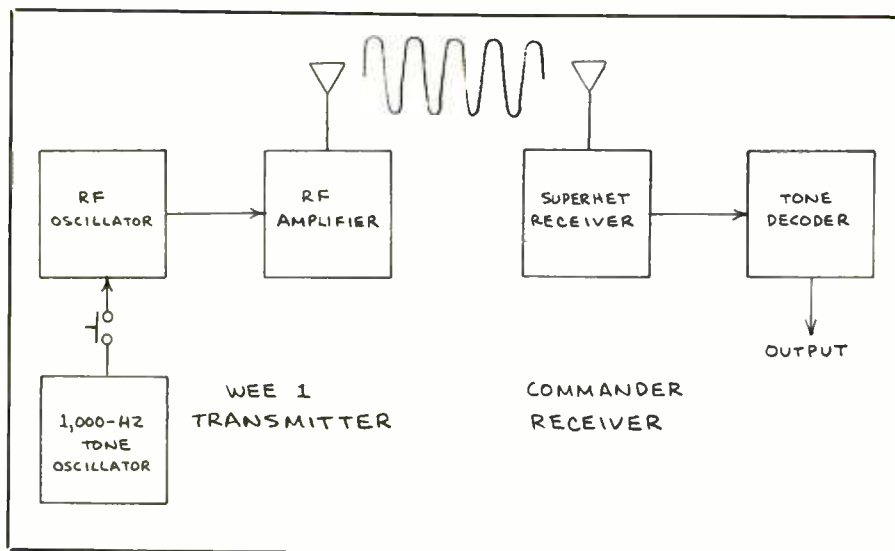 RF
OSCILLATOR
RF
AMPLIFIER
SUPERHET
RECEIVER
TONE
DECODER
OUTPUT
1,000-HZ
TONE
OSCILLATOR
WEE 1
TRANSMITTER
COMMANDER
RECEIVER